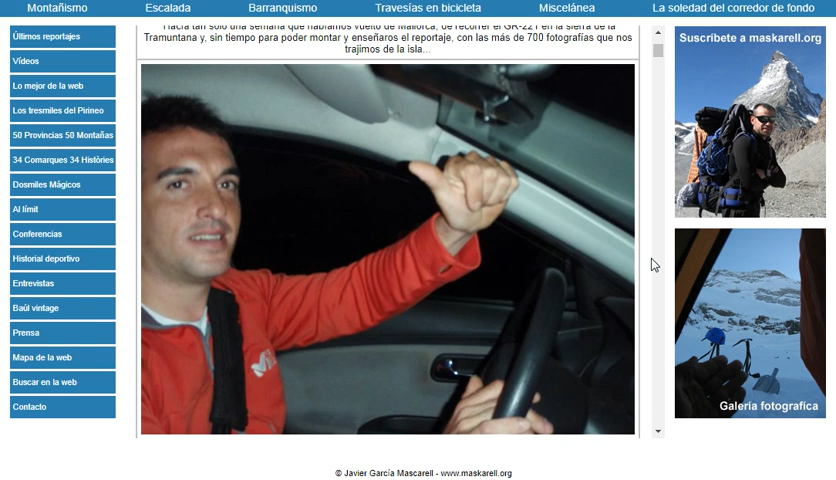 Montañismo
Escalada
Barranquismo
Travesías en bicicleta
Miscelánea
La soledad del corredor de fondo
Últimos reportajes
Vídeos
Lo mejor de la web
Los tresmiles del Pirineo
50 Provincias 50 Montañas
34 Comarques 34 Històries
Dosmiles Mágicos
Al límit
Conferencias
Historial deportivo
Entrevistas
Baúl vintage
Prensa
Mapa de la web
Buscar en la web
Contacto
Hacía tan sólo una semana que habíamos vuelto de Mallorca, de recorrer el GR-221 en la sierra de la
Tramuntana y, sin tiempo para poder montar y enseñaros el reportaje, con las más de 700 fotografías que nos
trajimos de la isla...
Suscríbete a maskarell.org
Galería fotográfica
© Javier García Mascarell - www.maskarell.org